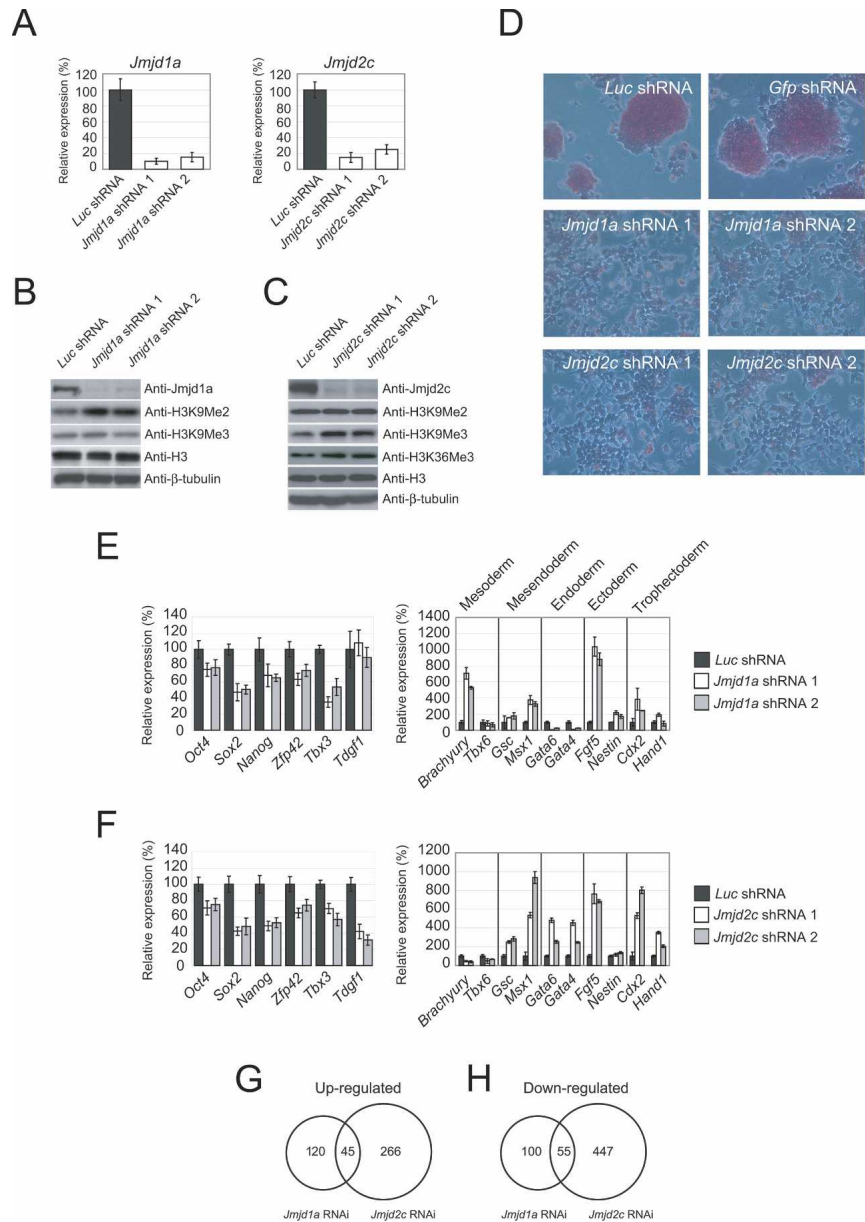 A
Jmjd1a
Relative expression (%)
120
100
80
60
40
20
0
Luc shRNA
Jmjd1a shRNA 1
Jmjd1a shRNA 2
Jmjd2c
Relative expression (%)
120
100
80
60
40
20
0
Luc shRNA
Jmjd2c shRNA 1
Jmjd2c shRNA 2
B
Luc shRNA
Jmjd1a shRNA 1
Jmjd1a shRNA 2
Anti-Jmjd1a
Anti-H3K9Me2
Anti-H3K9Me3
Anti-H3
Anti-β-tubulin
C
Luc shRNA
Jmjd2c shRNA 1
Jmjd2c shRNA 2
Anti-Jmjd2c
Anti-H3K9Me2
Anti-H3K9Me3
Anti-H3K36Me3
Anti-H3
Anti-β-tubulin
D
Luc shRNA
Gfp shRNA
Jmjd1a shRNA 1
Jmjd1a shRNA 2
Jmjd2c shRNA 1
Jmjd2c shRNA 2
E
Relative expression (%)
140
120
100
80
60
40
20
0
Oct4
Sox2
Nanog
Zfp42
Tbx3
Tdgf1
Mesoderm
Mesendoderm
Endoderm
Ectoderm
Trophectoderm
Relative expression (%)
1400
1200
1000
800
600
400
200
0
Brachyury
Tbx6
Gsc
Msx1
Gata6
Gata4
Fgf5
Nestin
Cdx2
Hand1
Luc shRNA
Jmjd1a shRNA 1
Jmjd1a shRNA 2
F
Relative expression (%)
140
120
100
80
60
40
20
0
Oct4
Sox2
Nanog
Zfp42
Tbx3
Tdgf1
Relative expression (%)
1200
1000
800
600
400
200
0
Brachyury
Tbx6
Gsc
Msx1
Gata6
Gata4
Fgf5
Nestin
Cdx2
Hand1
Luc shRNA
Jmjd2c shRNA 1
Jmjd2c shRNA 2
G
Up-regulated
120
45
266
Jmjd1a RNAi
Jmjd2c RNAi
H
Down-regulated
100
55
447
Jmjd1a RNAi
Jmjd2c RNAi